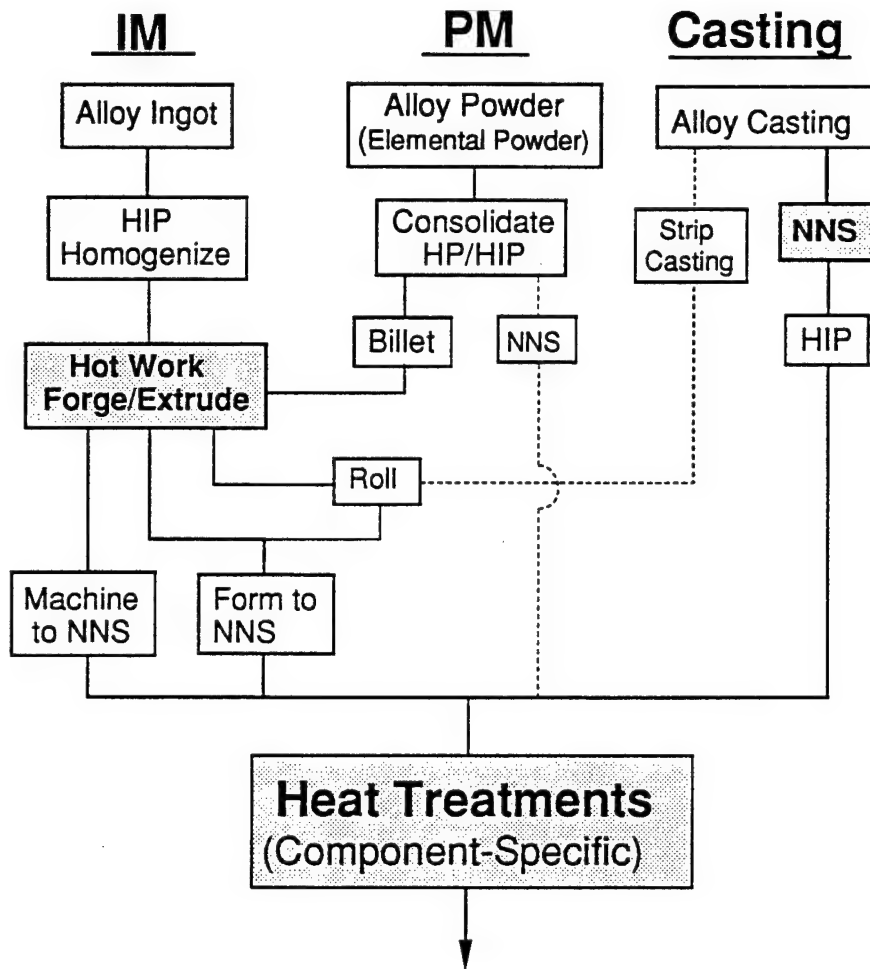 IM
PM
Casting
Alloy Ingot
Alloy Powder
(Elemental Powder)
Alloy Casting
HIP
Homogenize
Consolidate
HP/HIP
Strip
Casting
NNS
Billet
NNS
HIP
Hot Work
Forge/Extrude
Roll
Machine
to NNS
Form to
NNS
Heat Treatments
(Component-Specific)